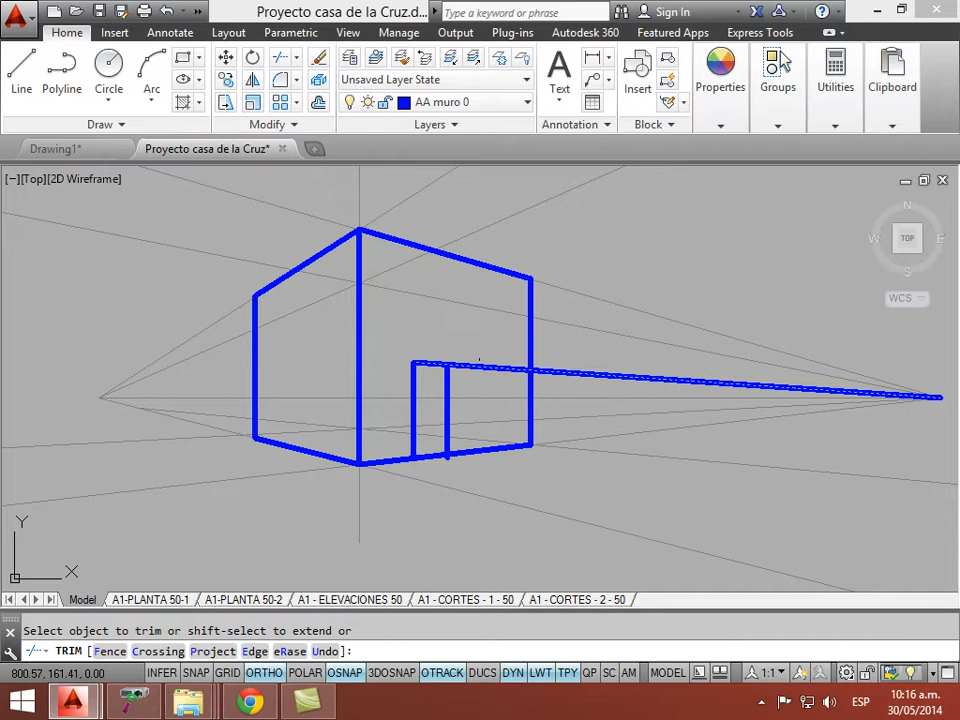 Proyecto casa de la Cruz.d...
Type a keyword or phrase
Sign In
Home Insert Annotate Layout Parametric View Manage Output Plug-ins Autodesk 360 Featured Apps Express Tools
Line Polyline Circle Arc
Unsaved Layer State
AA muro 0
Text Insert Properties Groups Utilities Clipboard
Draw Modify Layers Annotation Block
Drawing1* Proyecto casa de la Cruz*
[−][Top][2D Wireframe]
N
W TOP E
S
WCS
Y
X
Model A1-PLANTA 50-1 A1-PLANTA 50-2 A1 - ELEVACIONES 50 A1 - CORTES - 1 - 50 A1 - CORTES - 2 - 50
Select object to trim or shift-select to extend or
TRIM [Fence Crossing Project Edge eRase Undo]:
800.57, 161.41, 0.00 INFER SNAP GRID ORTHO POLAR OSNAP 3DOSNAP OTRACK DUCS DYN LWT TPY QP SC AM MODEL 1:1
ESP 10:16 a.m.
30/05/2014